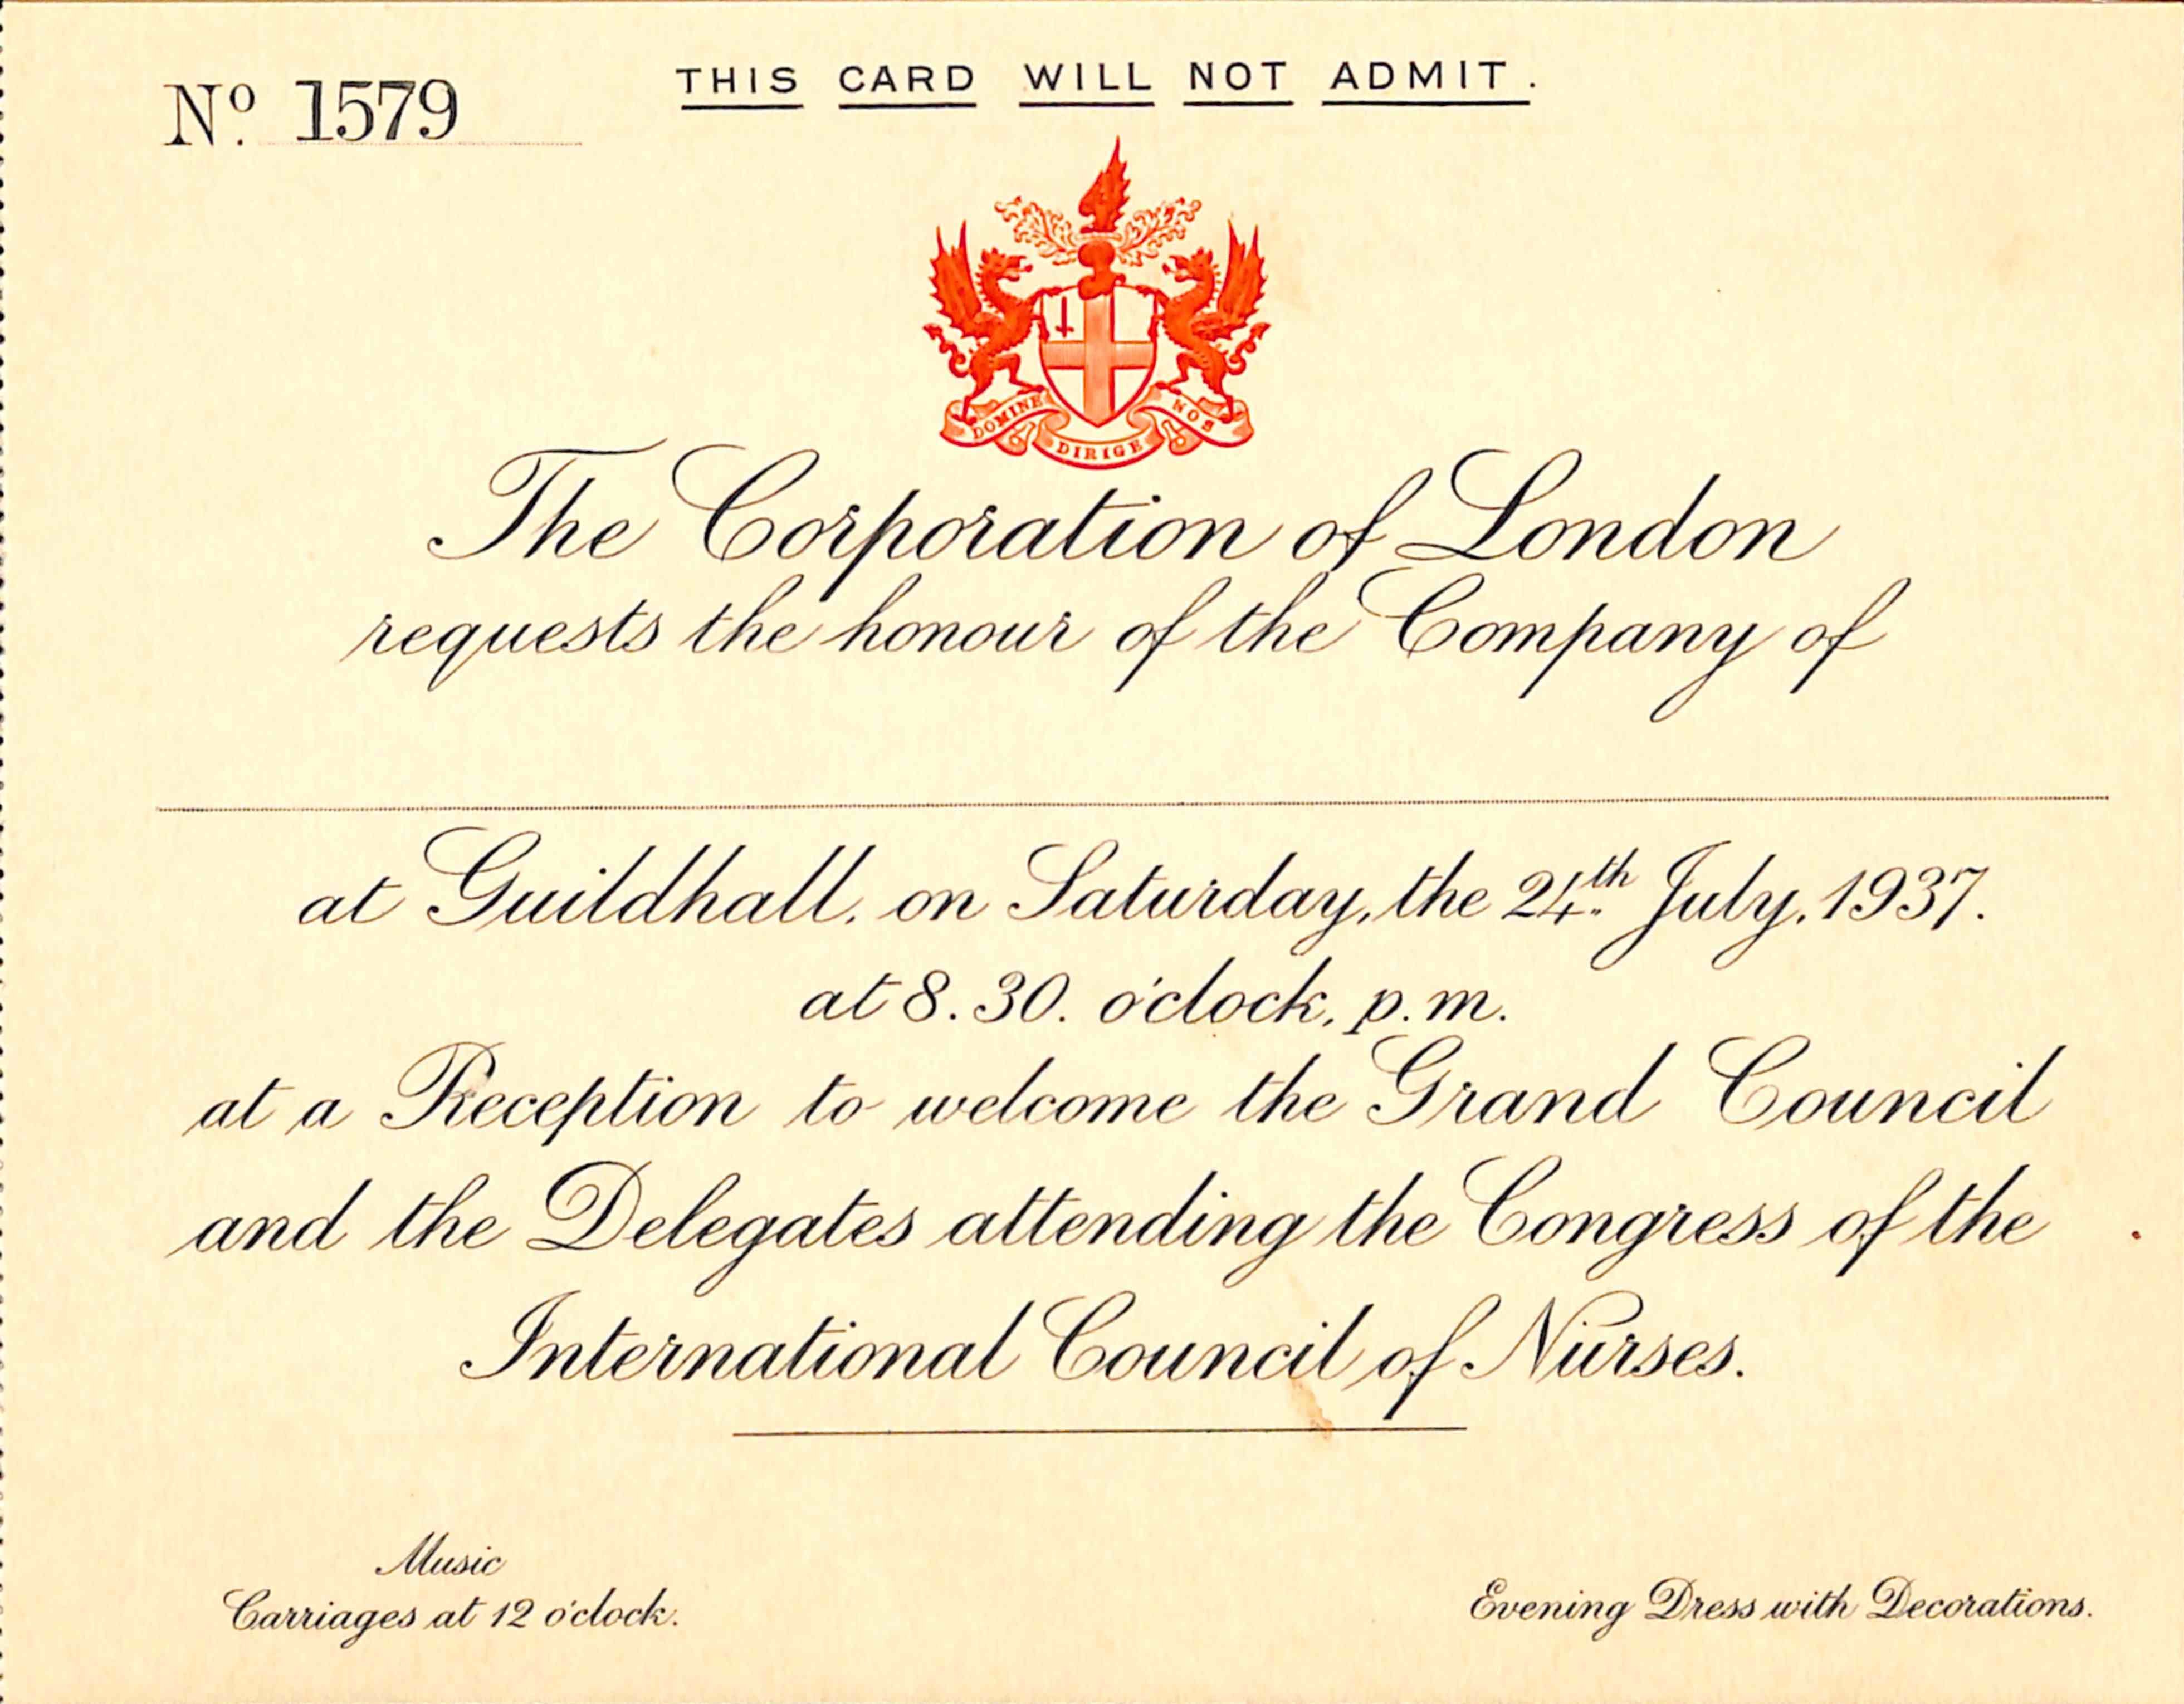 THIS CARD WILL NOT ADMIT.
Nº. 1579
DOMINE DIRIGE NOS
The Corporation of London
requests the honour of the Company of
at Guildhall, on Saturday, the 24th July, 1937.
at 8.30. o'clock, p.m.
at a Reception to welcome the Grand Council
and the Delegates attending the Congress of the
International Council of Nurses.
Music
Carriages at 12 o'clock.
Evening Dress with Decorations.